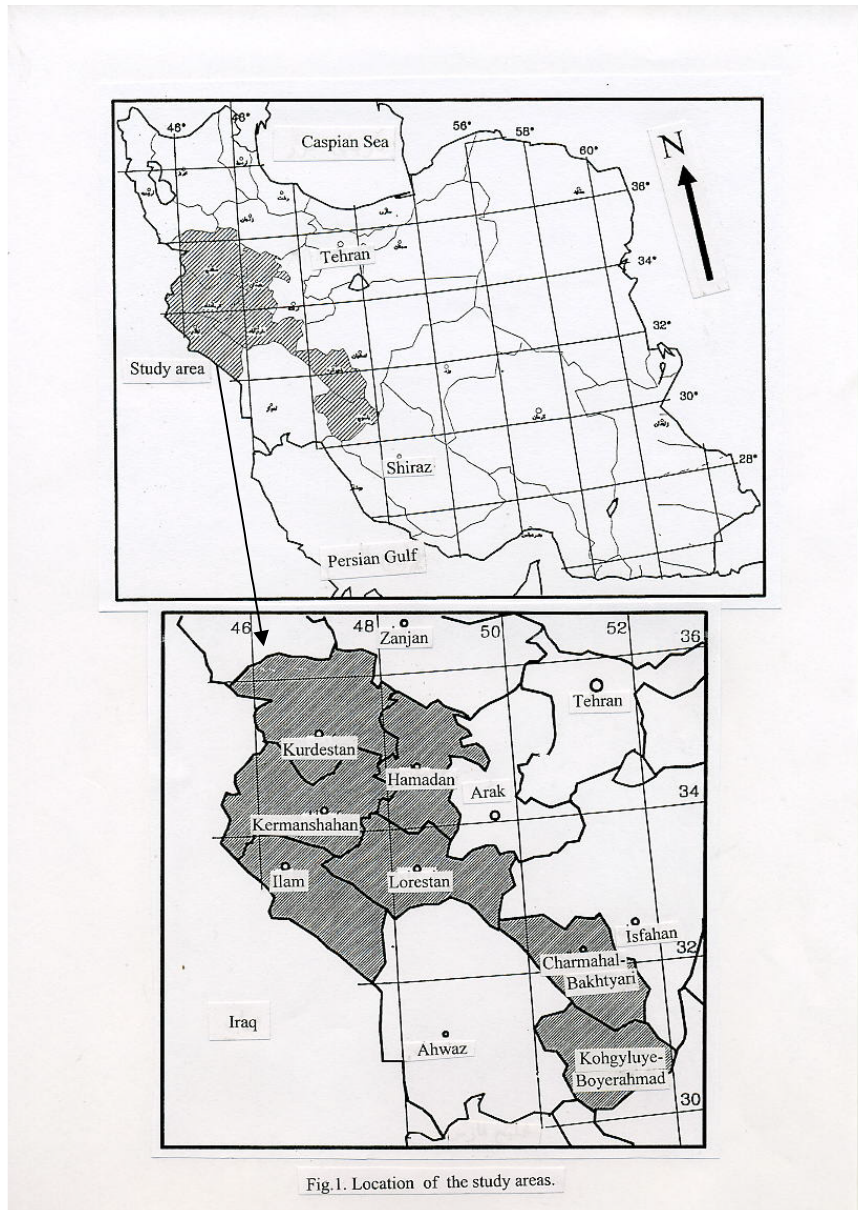 46°
46°
Caspian Sea
56°
58°
60°
N
36°
Tehran
34°
32°
Study area
30°
Shiraz
28°
Persian Gulf
46
48
Zanjan
50
52
36
Tehran
Kurdestan
Hamadan
Arak
34
Kermanshahan
Ilam
Lorestan
Isfahan
32
Charmahal-
Bakhtyari
Iraq
Ahwaz
Kohgyluye-
Boyerahmad
30
Fig.1. Location of the study areas.